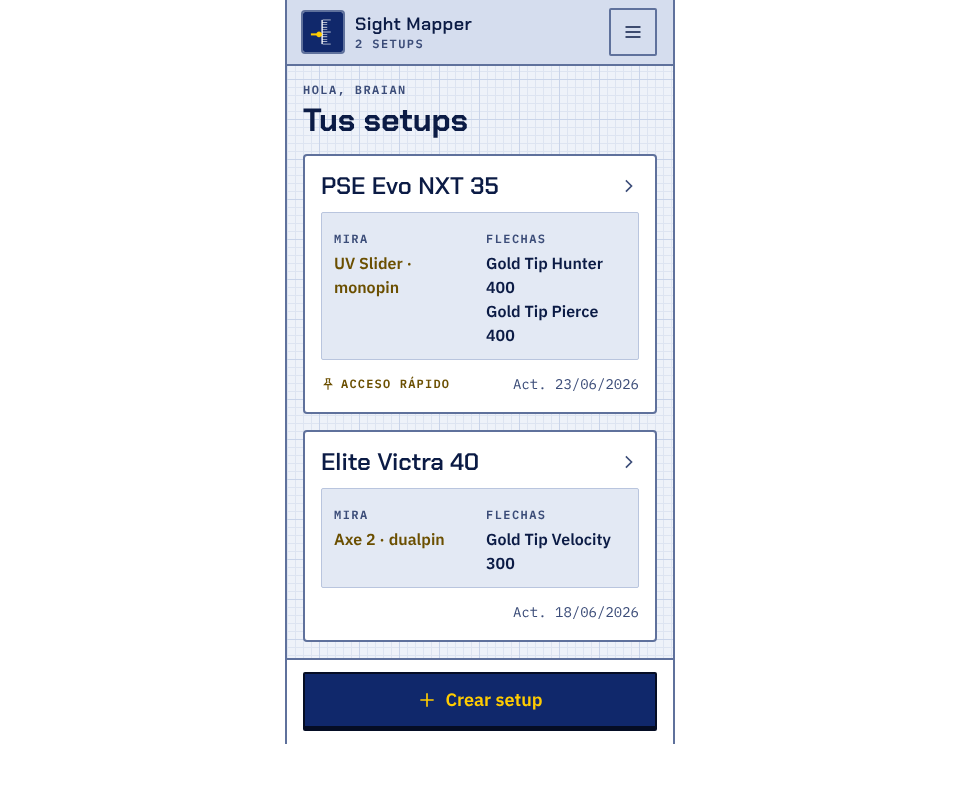 Sight Mapper
2 SETUPS
HOLA, BRAIAN
Tus setups
PSE Evo NXT 35
MIRA
UV Slider ·
monopin
FLECHAS
Gold Tip Hunter
400
Gold Tip Pierce
400
ACCESO RÁPIDO
Act. 23/06/2026
Elite Victra 40
MIRA
Axe 2 · dualpin
FLECHAS
Gold Tip Velocity
300
Act. 18/06/2026
Crear setup